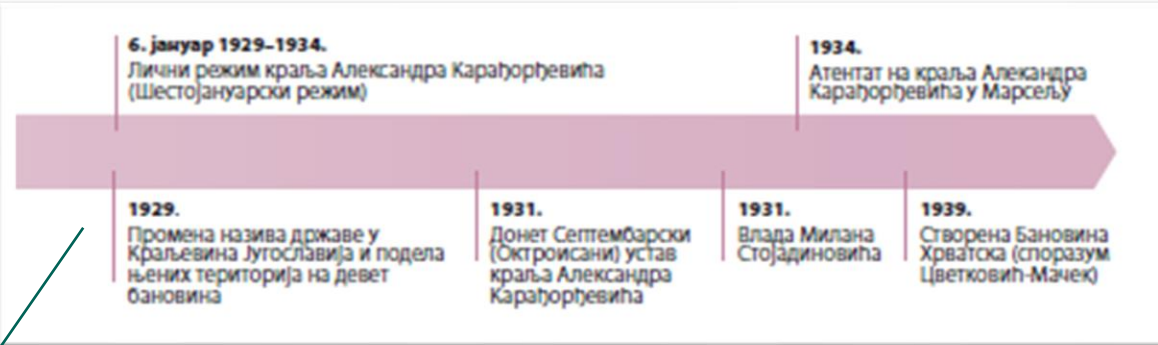 6. јануар 1929–1934.
Лични режим краља Александра Карађорђевића
(Шестојануарски режим)
1934.
Атентат на краља Алекандра
Карађорђевића у Марсељу
1929.
Промена назива државе у
Краљевина Југославија и подела
њених територија на девет
бановина
1931.
Донет Септембарски
(Октроисани) устав
краља Александра
Карађорђевића
1931.
Влада Милана
Стојадиновића
1939.
Створена Бановина
Хрватска (споразум
Цветковић-Мачек)